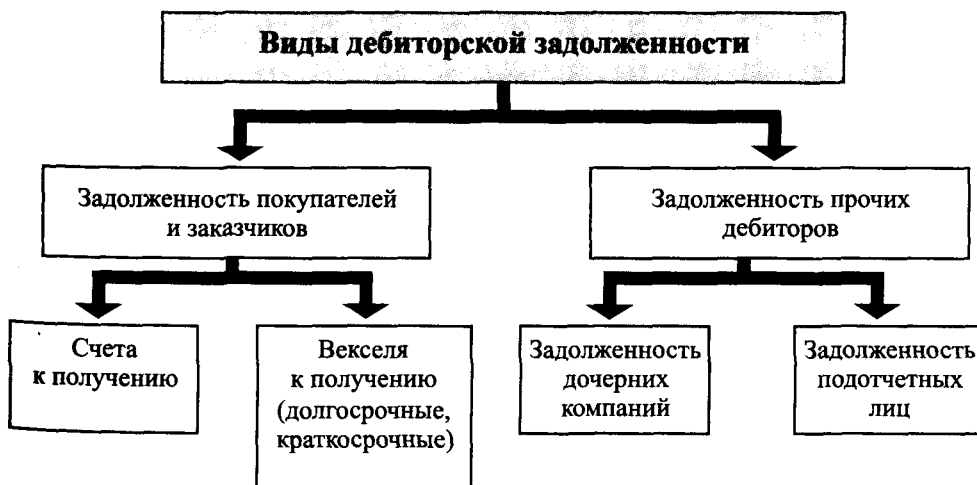 Виды дебиторской задолженности
Задолженность покупателей
и заказчиков
Задолженность прочих
дебиторов
Счета
к получению
Векселя
к получению
(долгосрочные,
краткосрочные)
Задолженность
дочерних
компаний
Задолженность
подотчетных
лиц